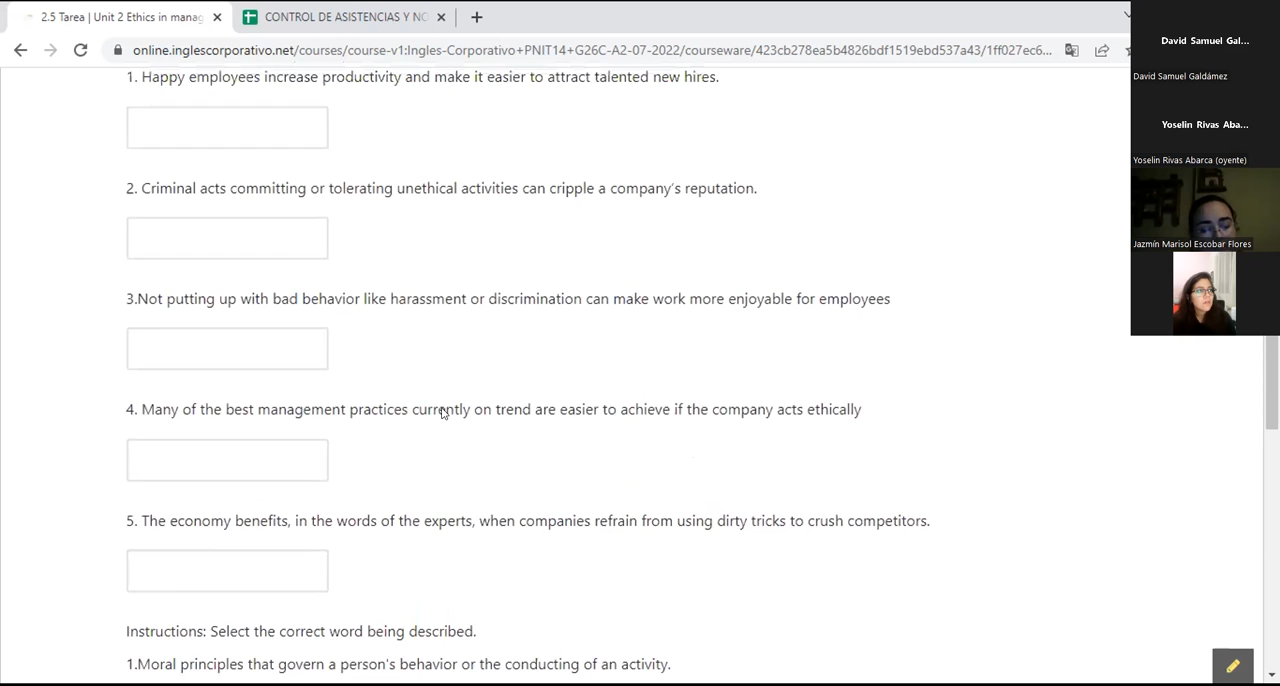 2.5 Tarea | Unit 2 Ethics in manag
CONTROL DE ASISTENCIAS Y NO
online.inglescorporativo.net/courses/course-v1:Ingles-Corporativo+PNIT14+G26C-A2-07-2022/courseware/423cb278ea5b4826bdf1519ebd537a43/1ff027ec6...
1. Happy employees increase productivity and make it easier to attract talented new hires.
2. Criminal acts committing or tolerating unethical activities can cripple a company's reputation.
3.Not putting up with bad behavior like harassment or discrimination can make work more enjoyable for employees
4. Many of the best management practices currently on trend are easier to achieve if the company acts ethically
5. The economy benefits, in the words of the experts, when companies refrain from using dirty tricks to crush competitors.
Instructions: Select the correct word being described.
1.Moral principles that govern a person's behavior or the conducting of an activity.
David Samuel Gal...
David Samuel Galdámez
Yoselin Rivas Aba...
Yoselin Rivas Abarca (oyente)
Jazmín Marisol Escobar Flores